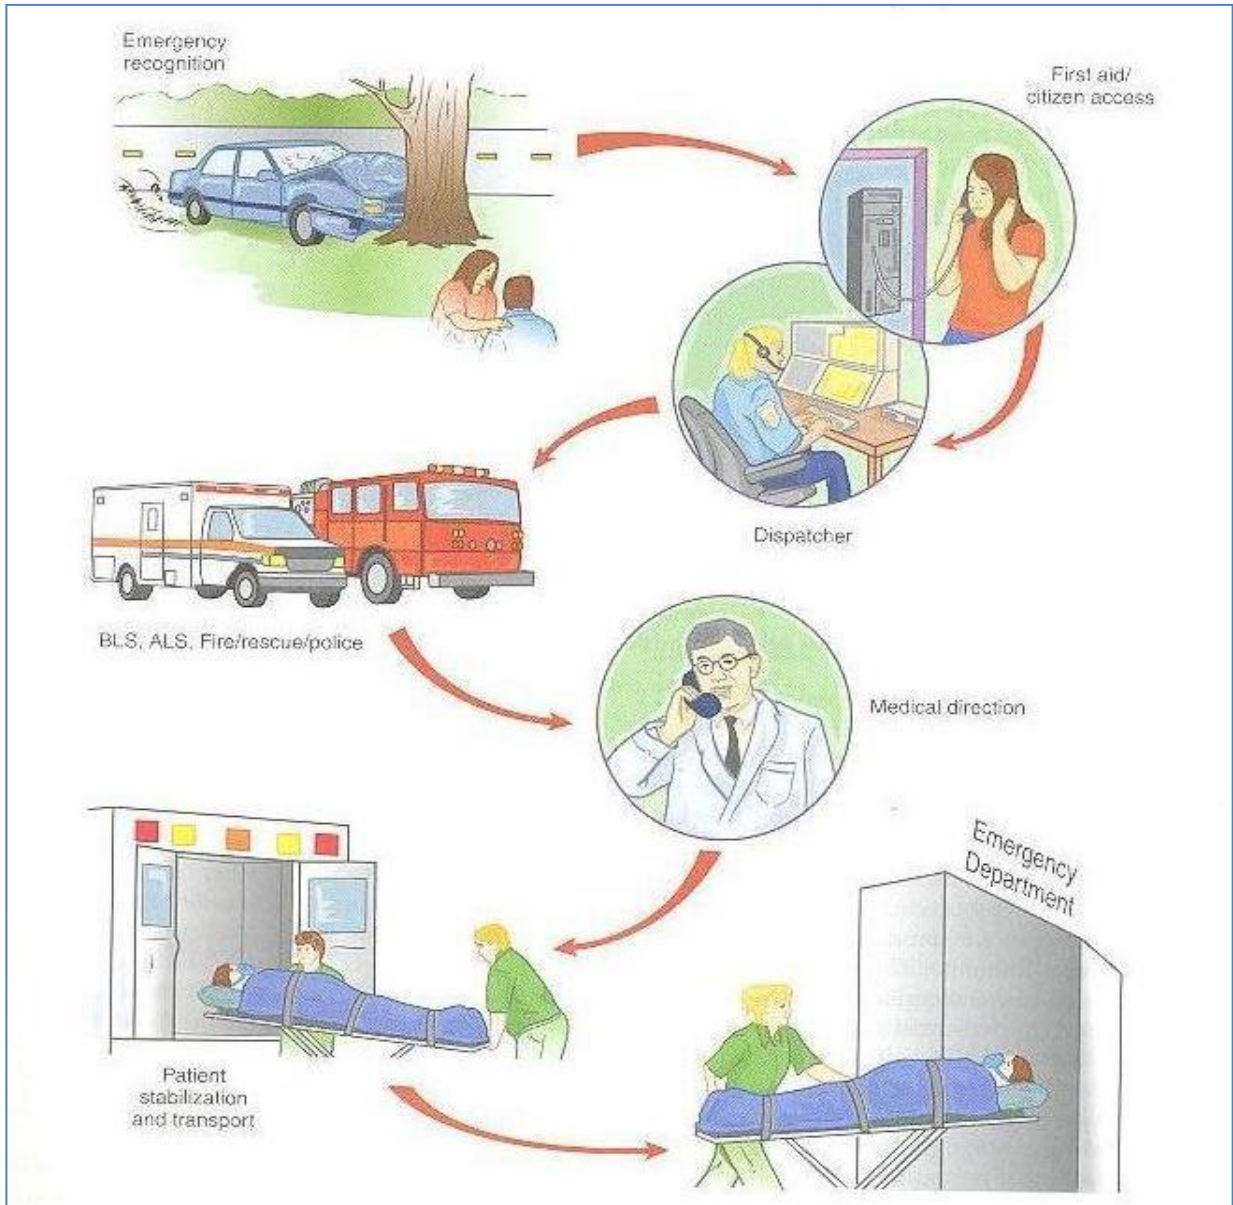 Emergency
recognition
First aid/
citizen access
Dispatcher
BLS, ALS, Fire/rescue/police
Medical direction
Emergency
Department
Patient
stabilization
and transport